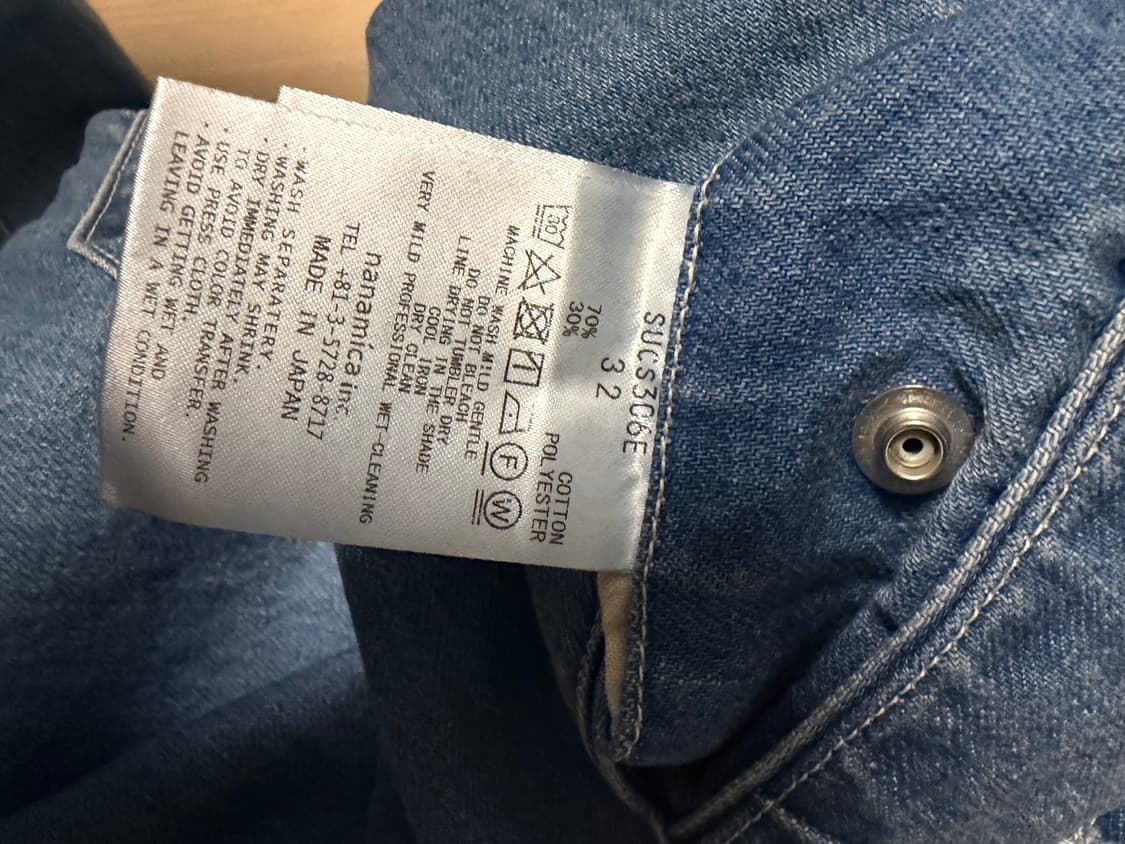 SUCS306E
32
70% COTTON
30% POLYESTER
30
F W
MACHINE WASH MILD GENTLE
DO NOT BLEACH
DO NOT TUMBLER DRY
LINE DRYING IN THE SHADE
COOL IRON
DRY CLEAN
VERY MILD PROFESSIONAL WET-CLEANING
nanamica inc.
TEL +81-3-5728-8717
MADE IN JAPAN
・WASH SEPARATERY.
・WASHING MAY SHRINK.
・DRY IMMEDIATELY AFTER WASHING
TO AVOID COLOR TRANSFER.
・USE PRESS CLOTH.
・AVOID GETTING WET AND
LEAVING IN A WET CONDITION.